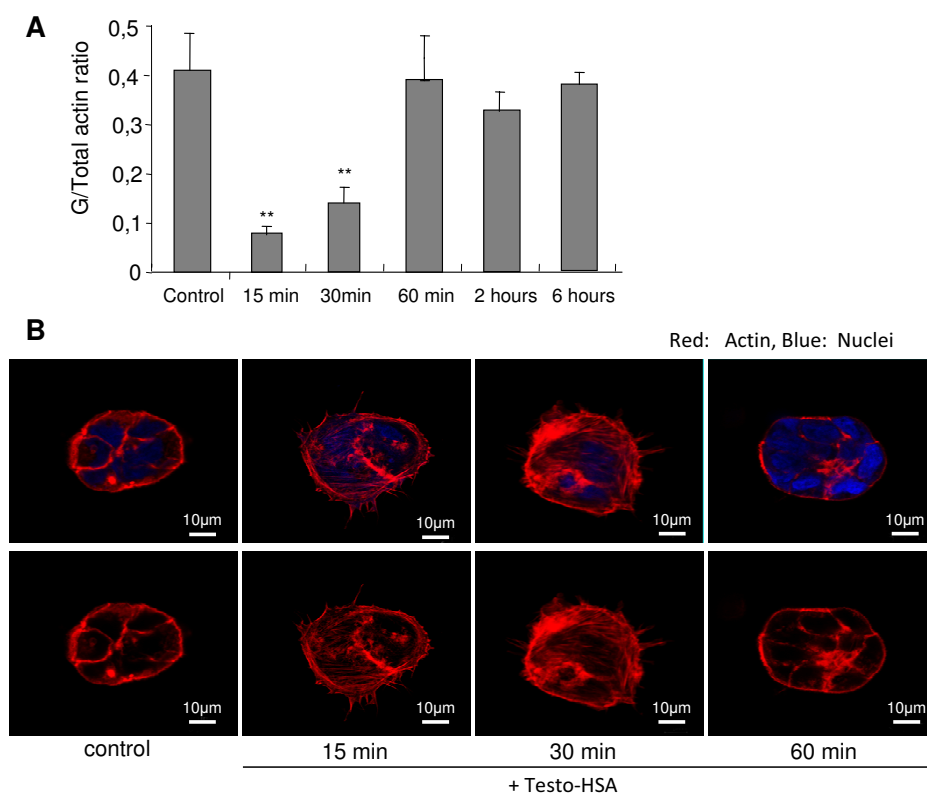 A
G/Total actin ratio
0,5
0,4
0,3
0,2
0,1
0
**
**
Control 15 min 30min 60 min 2 hours 6 hours
B
Red: Actin, Blue: Nuclei
10µm 10µm 10µm 10µm
10µm 10µm 10µm 10µm
control 15 min 30 min 60 min
+ Testo-HSA